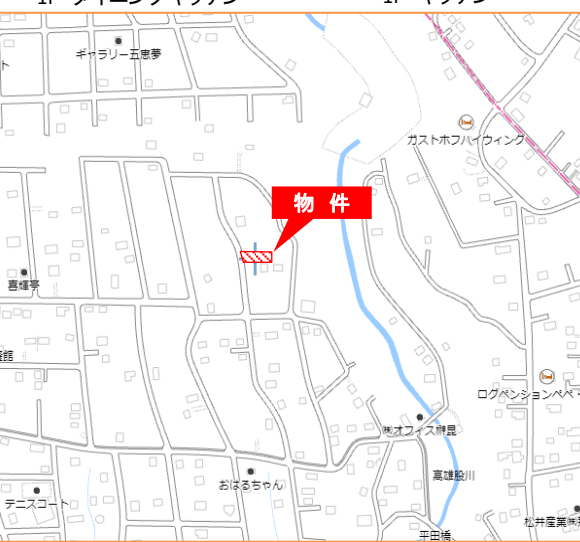 ギャラリー五恵夢
ガストホフハイウィング
物 件
喜輝亭
ログペンションペペ・
㈱オフィス榊昆
おはるちゃん
高雄股川
テニスコート
松井産業㈱
平田橋